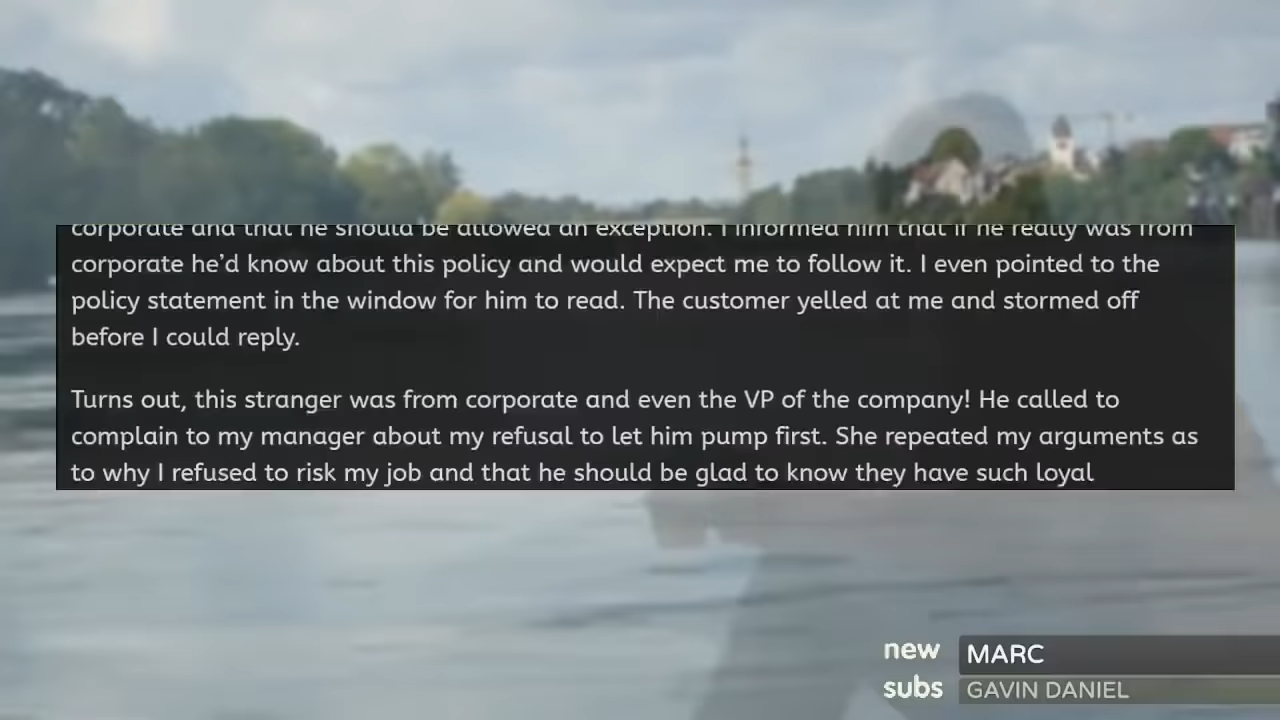 corporate and that he should be allowed an exception. I informed him that if he really was from
corporate he’d know about this policy and would expect me to follow it. I even pointed to the
policy statement in the window for him to read. The customer yelled at me and stormed off
before I could reply.
Turns out, this stranger was from corporate and even the VP of the company! He called to
complain to my manager about my refusal to let him pump first. She repeated my arguments as
to why I refused to risk my job and that he should be glad to know they have such loyal
new MARC
subs GAVIN DANIEL